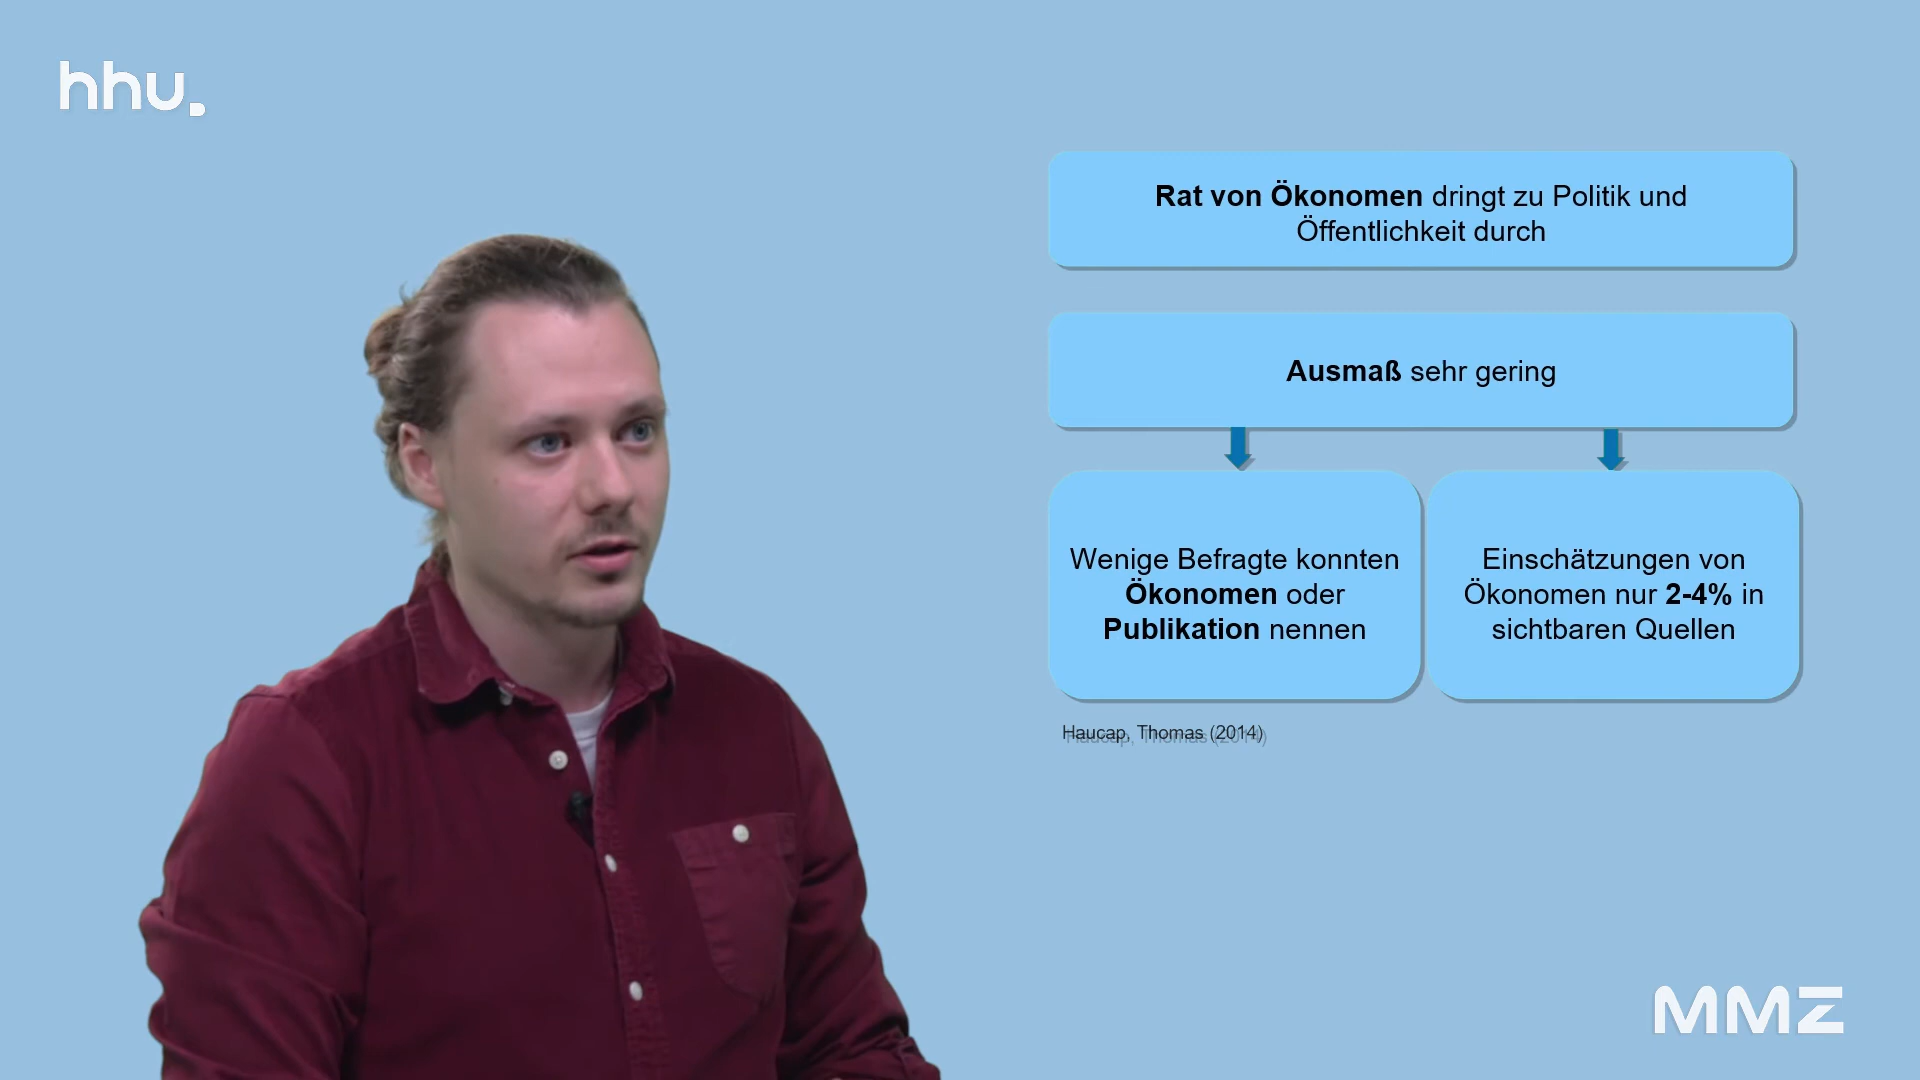 hhu.
Rat von Ökonomen dringt zu Politik und
Öffentlichkeit durch
Ausmaß sehr gering
Wenige Befragte konnten
Ökonomen oder
Publikation nennen
Einschätzungen von
Ökonomen nur 2-4% in
sichtbaren Quellen
Haucap, Thomas (2014)
MMZ